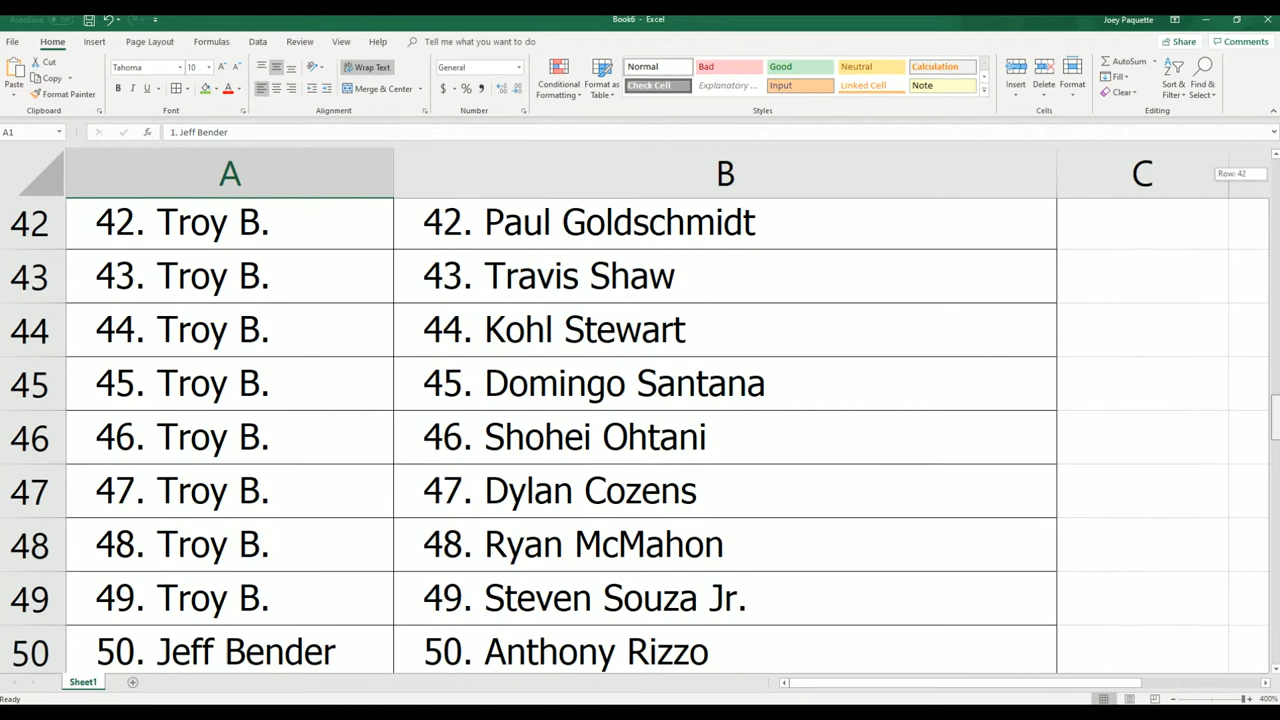 AutoSave Off
Book6 - Excel
Joey Paquette
File Home Insert Page Layout Formulas Data Review View Help Tell me what you want to do
Share Comments
Paste
Cut
Copy
Format Painter
Clipboard
Tahoma 10
B I U
Font
Wrap Text
Merge & Center
Alignment
General
$ % ,
Number
Conditional Formatting
Format as Table
Normal Bad Good Neutral Calculation
Check Cell Explanatory ... Input Linked Cell Note
Styles
Insert Delete Format
Cells
AutoSum
Fill
Clear
Sort & Filter
Find & Select
Editing
A1 fx 1. Jeff Bender
A B C
Row: 42
42 42. Troy B. 42. Paul Goldschmidt
43 43. Troy B. 43. Travis Shaw
44 44. Troy B. 44. Kohl Stewart
45 45. Troy B. 45. Domingo Santana
46 46. Troy B. 46. Shohei Ohtani
47 47. Troy B. 47. Dylan Cozens
48 48. Troy B. 48. Ryan McMahon
49 49. Troy B. 49. Steven Souza Jr.
50 50. Jeff Bender 50. Anthony Rizzo
Sheet1
Ready
400%